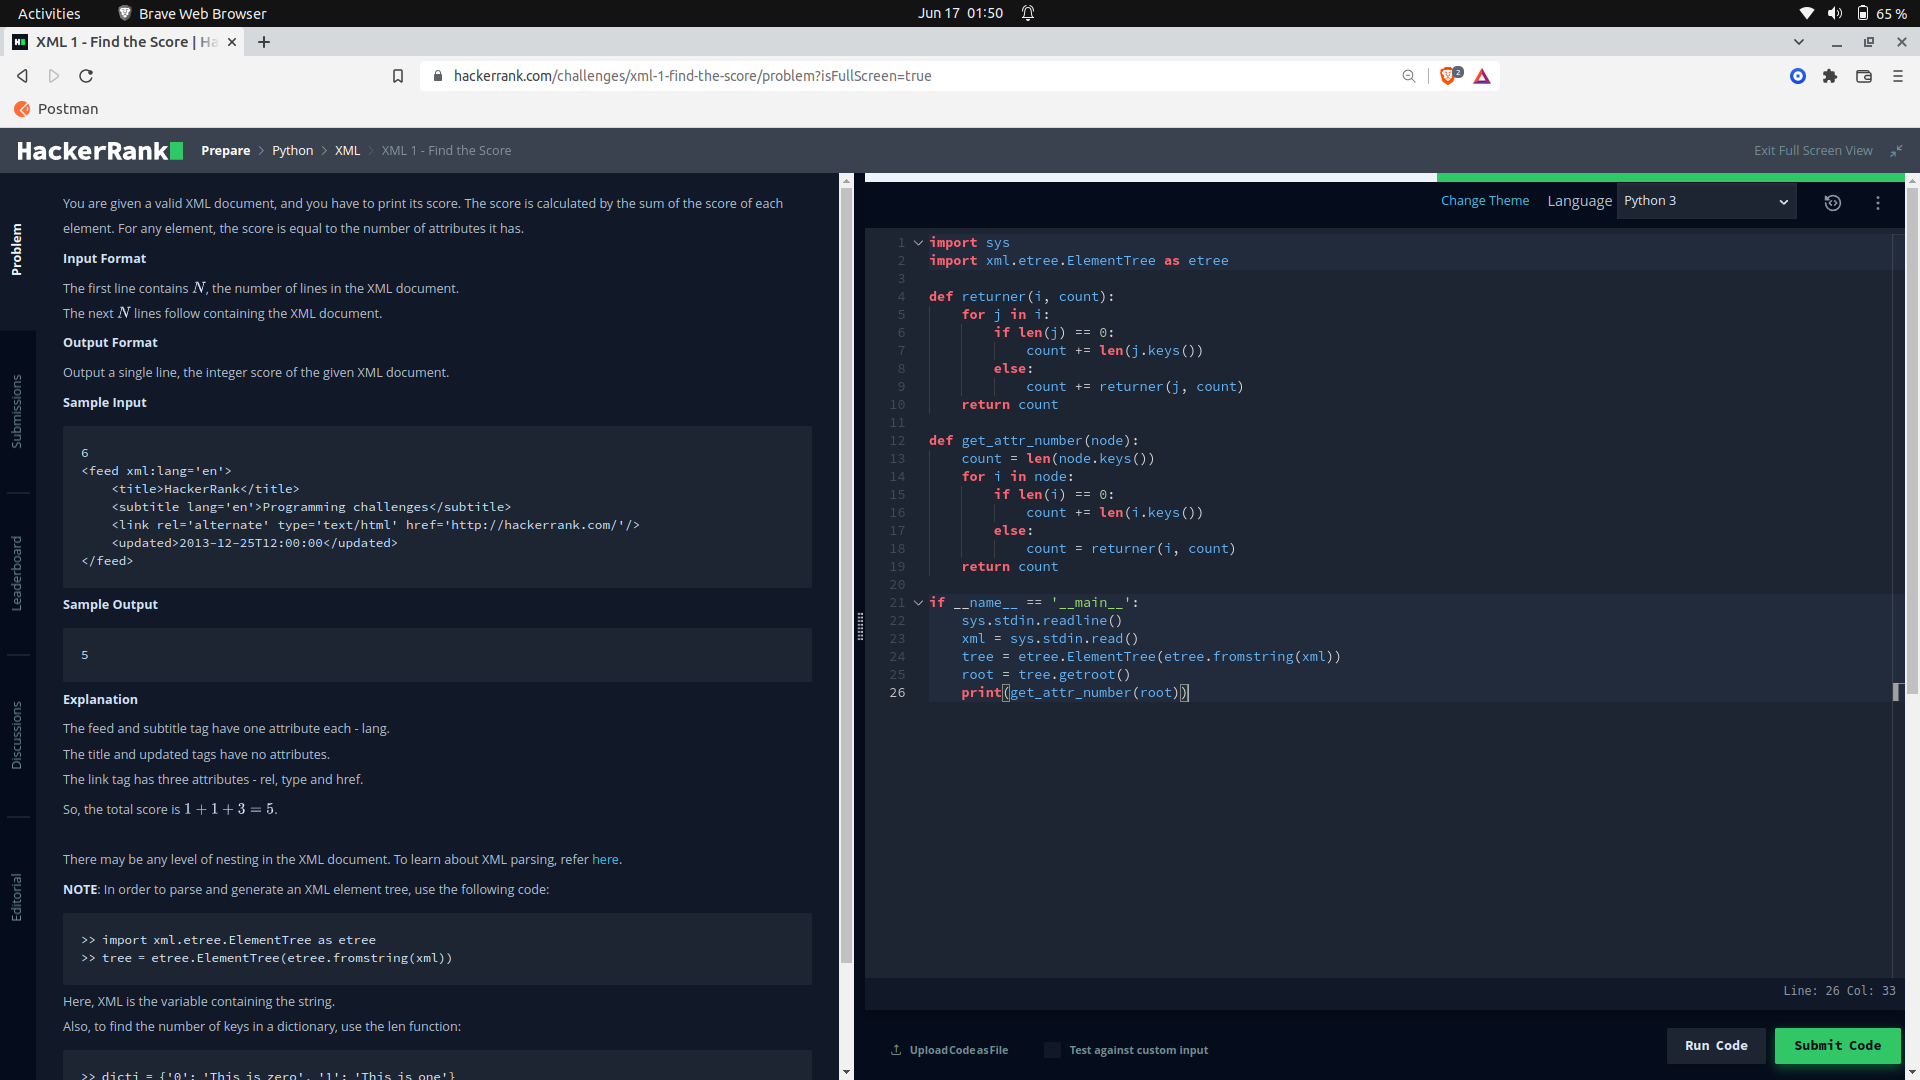 Activities
Brave Web Browser
Jun 17 01:50
65 %
XML 1 - Find the Score | Ha
hackerrank.com/challenges/xml-1-find-the-score/problem?isFullScreen=true
2
Postman
HackerRank
Prepare > Python > XML > XML 1 - Find the Score
Exit Full Screen View
Problem
Submissions
Leaderboard
Discussions
Editorial
You are given a valid XML document, and you have to print its score. The score is calculated by the sum of the score of each
element. For any element, the score is equal to the number of attributes it has.
Input Format
The first line contains N, the number of lines in the XML document.
The next N lines follow containing the XML document.
Output Format
Output a single line, the integer score of the given XML document.
Sample Input
6
<feed xml:lang='en'>
    <title>HackerRank</title>
    <subtitle lang='en'>Programming challenges</subtitle>
    <link rel='alternate' type='text/html' href='http://hackerrank.com/'/>
    <updated>2013-12-25T12:00:00</updated>
</feed>
Sample Output
5
Explanation
The feed and subtitle tag have one attribute each - lang.
The title and updated tags have no attributes.
The link tag has three attributes - rel, type and href.
So, the total score is 1 + 1 + 3 = 5.
There may be any level of nesting in the XML document. To learn about XML parsing, refer here.
NOTE: In order to parse and generate an XML element tree, use the following code:
>> import xml.etree.ElementTree as etree
>> tree = etree.ElementTree(etree.fromstring(xml))
Here, XML is the variable containing the string.
Also, to find the number of keys in a dictionary, use the len function:
>> dicti = {'0': 'This is zero', '1': 'This is one'}
Change Theme
Language
Python 3
1 import sys
2 import xml.etree.ElementTree as etree
3
4 def returner(i, count):
5     for j in i:
6         if len(j) == 0:
7             count += len(j.keys())
8         else:
9             count += returner(j, count)
10     return count
11
12 def get_attr_number(node):
13     count = len(node.keys())
14     for i in node:
15         if len(i) == 0:
16             count += len(i.keys())
17         else:
18             count = returner(i, count)
19     return count
20
21 if __name__ == '__main__':
22     sys.stdin.readline()
23     xml = sys.stdin.read()
24     tree = etree.ElementTree(etree.fromstring(xml))
25     root = tree.getroot()
26     print(get_attr_number(root))
Line: 26 Col: 33
Upload Code as File
Test against custom input
Run Code
Submit Code